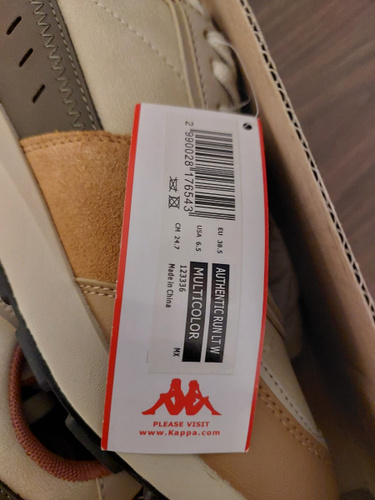 2 990028 176543
EU 38.5
USA 6.5
CM 24.7
AUTHENTIC RUN LT W
MULTICOLOR
123336
MX
Made in China
PLEASE VISIT
www.Kappa.com